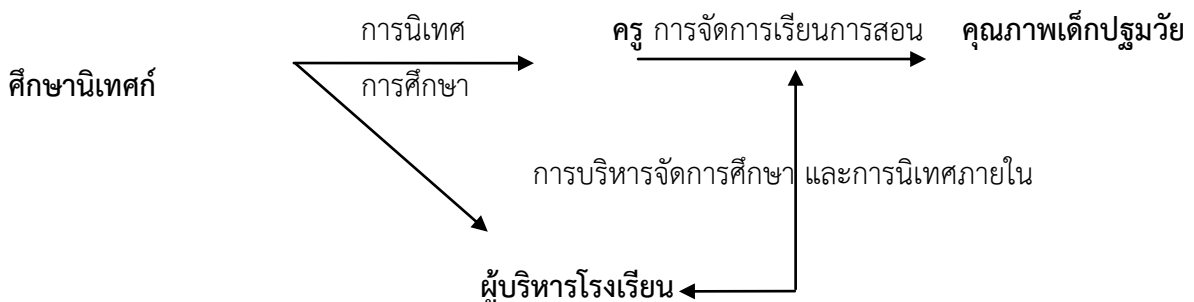 การนิเทศ ครู การจัดการเรียนการสอน คุณภาพเด็กปฐมวัย
ศึกษานิเทศก์ การศึกษา
การบริหารจัดการศึกษา และการนิเทศภายใน
ผู้บริหารโรงเรียน